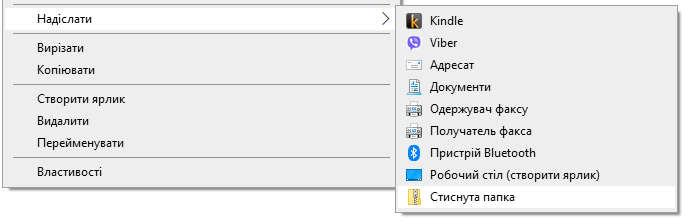 Надіслати
Вирізати
Копіювати
Створити ярлик
Видалити
Перейменувати
Властивості
Kindle
Viber
Адресат
Документи
Одержувач факсу
Получатель факса
Пристрій Bluetooth
Робочий стіл (створити ярлик)
Стиснута папка